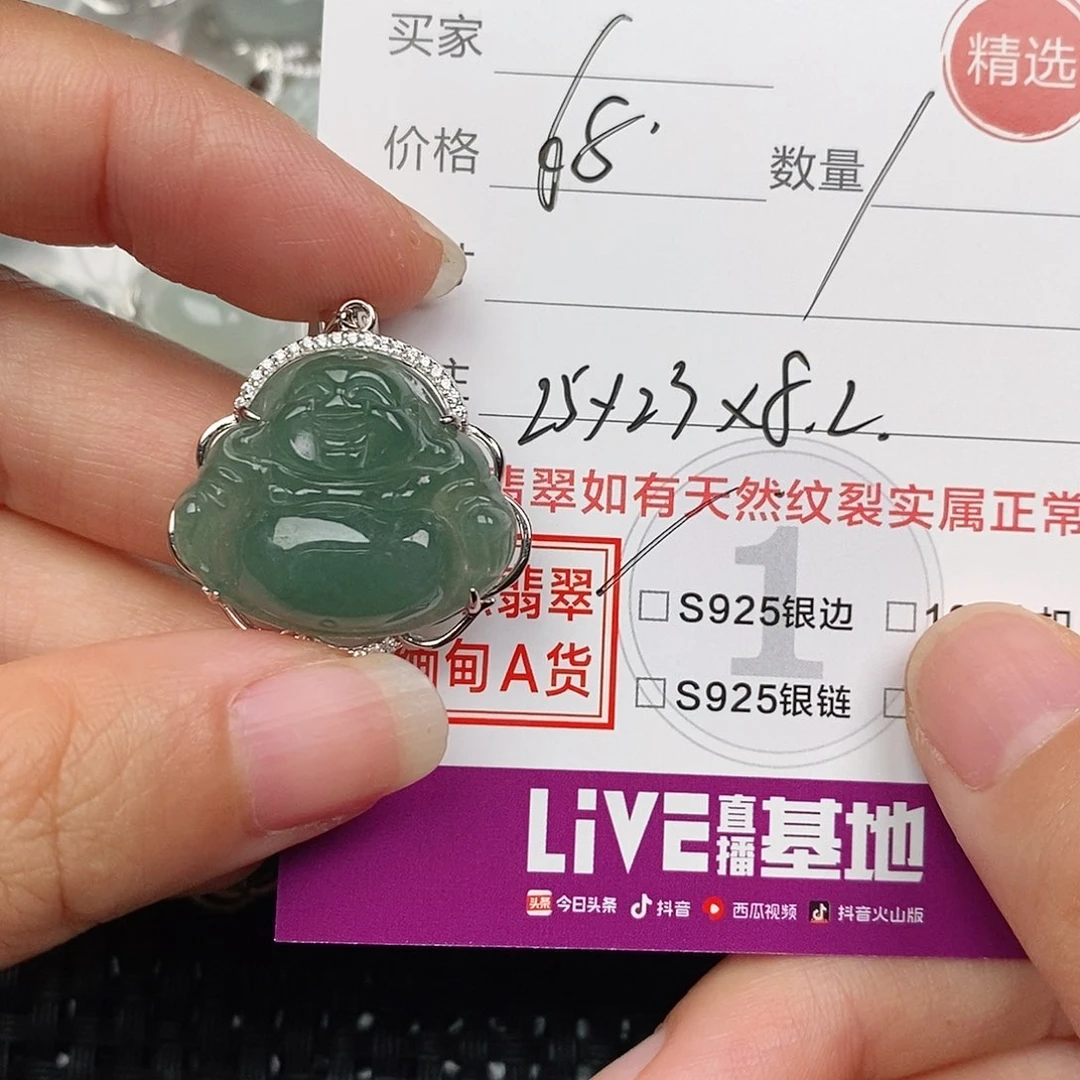 买家
精选
价格 68. 数量
25×23×8.2.
翡翠如有天然纹裂实属正常
翡翠
缅甸A货
1
□ S925银边 □
□ S925银链 □
LiVE直播基地
头条 今日头条 抖音 西瓜视频 抖音火山版